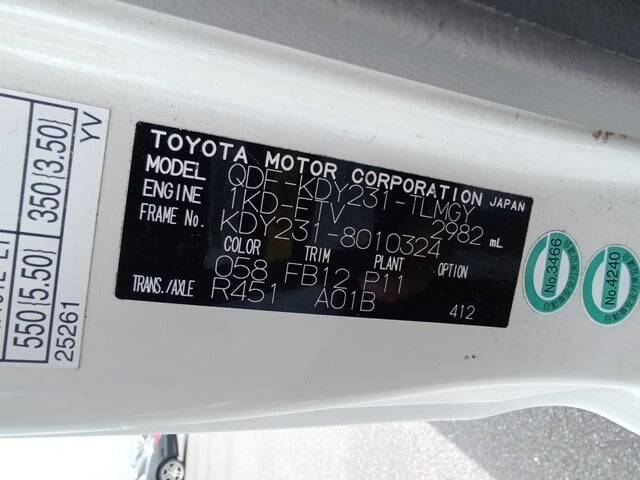 TOYOTA MOTOR CORPORATION JAPAN
MODEL QDF-KDY231-TLMGY
ENGINE 1KD-FTV 2982 mL
FRAME No. KDY231-8010324
COLOR TRIM PLANT OPTION
058 FB12 P11
TRANS./AXLE R451 A01B
412
550(5.50) 350(3.50)
25261 YV
No.3466
No.4240